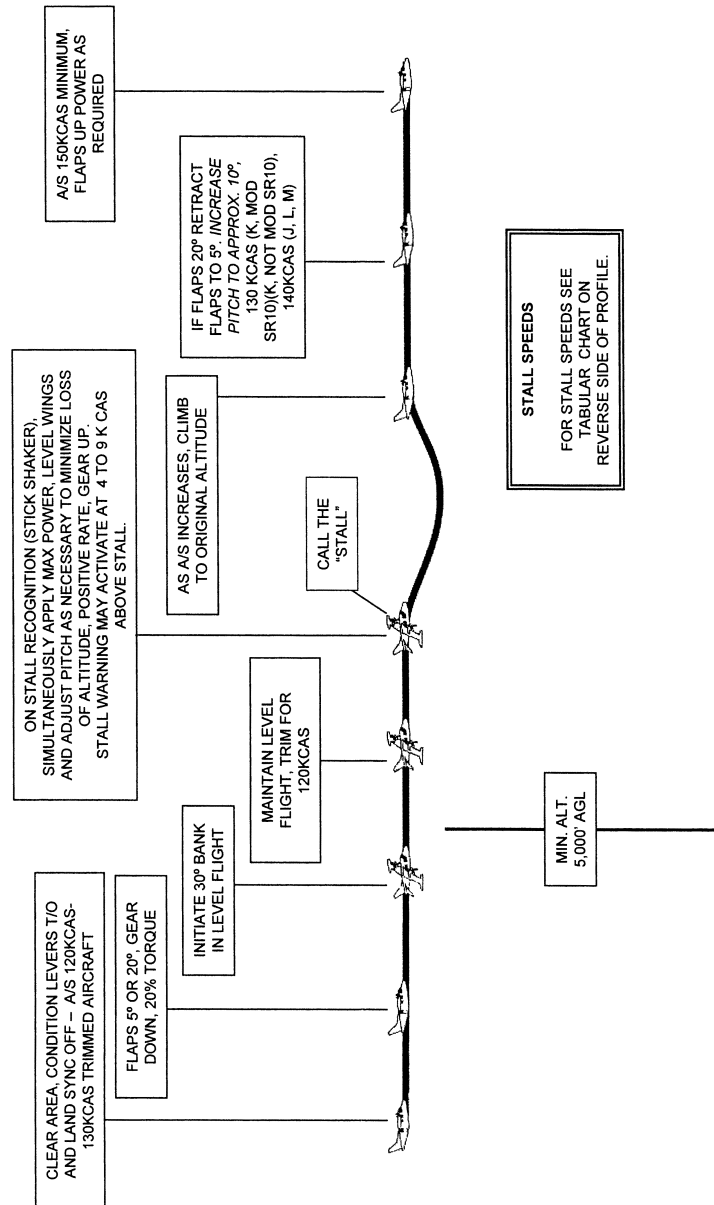 CLEAR AREA, CONDITION LEVERS T/O
AND LAND SYNC OFF – A/S 120KCAS-
130KCAS TRIMMED AIRCRAFT
FLAPS 5º OR 20º, GEAR
DOWN, 20% TORQUE
INITIATE 30º BANK
IN LEVEL FLIGHT
MAINTAIN LEVEL
FLIGHT, TRIM FOR
120KCAS
ON STALL RECOGNITION (STICK SHAKER),
SIMULTANEOUSLY APPLY MAX POWER, LEVEL WINGS
AND ADJUST PITCH AS NECESSARY TO MINIMIZE LOSS
OF ALTITUDE, POSITIVE RATE, GEAR UP.
STALL WARNING MAY ACTIVATE AT 4 TO 9 K CAS
ABOVE STALL.
CALL THE
"STALL"
AS A/S INCREASES, CLIMB
TO ORIGINAL ALTITUDE
IF FLAPS 20º RETRACT
FLAPS TO 5º. INCREASE
PITCH TO APPROX. 10º,
130 KCAS (K, MOD
SR10)(K, NOT MOD SR10),
140KCAS (J, L, M)
A/S 150KCAS MINIMUM,
FLAPS UP POWER AS
REQUIRED
MIN. ALT.
5,000' AGL
STALL SPEEDS
FOR STALL SPEEDS SEE
TABULAR CHART ON
REVERSE SIDE OF PROFILE.